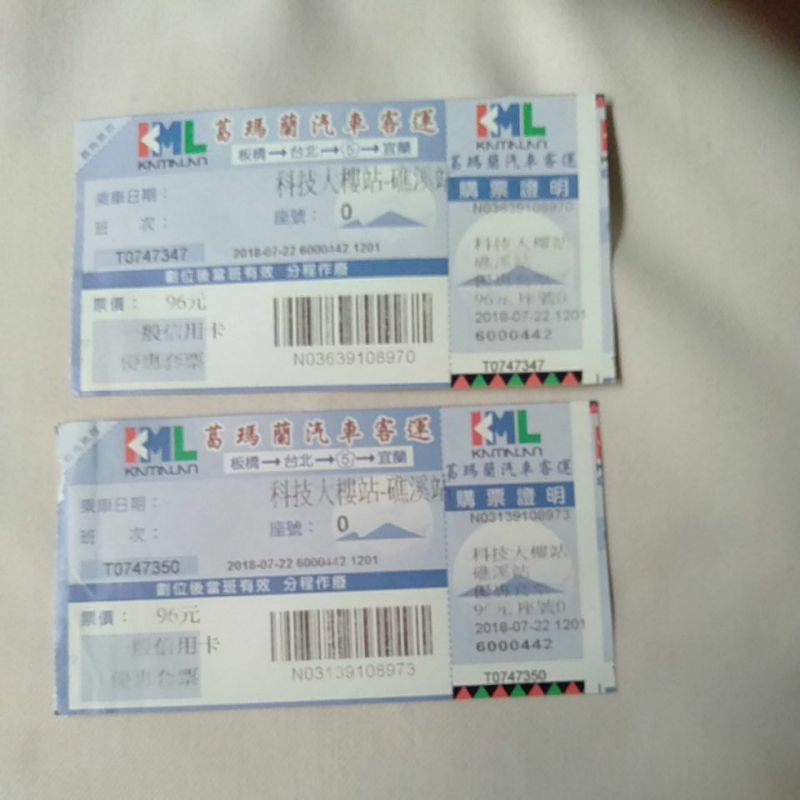 KML 葛瑪蘭汽車客運
KAMALAN 板橋→台北→⑤→宜蘭
科技大樓站-礁溪站
乘車日期：
班　次：　座號： 0
T0747347 2018-07-22 6000442 1201
劃位後當班有效 分程作廢
票價： 96元
一般信用卡
優惠套票
N03639108970
KML
KAMALAN
葛瑪蘭汽車客運
購票證明
N03639108970
科技大樓站
礁溪站
優惠套票
96元 座號0
2018-07-22 1201
6000442
T0747347
KML 葛瑪蘭汽車客運
KAMALAN 板橋→台北→⑤→宜蘭
科技大樓站-礁溪站
乘車日期：
班　次：　座號： 0
T0747350 2018-07-22 6000442 1201
劃位後當班有效 分程作廢
票價： 96元
一般信用卡
優惠套票
N03139108973
KML
KAMALAN
葛瑪蘭汽車客運
購票證明
N03139108973
科技大樓站
礁溪站
優惠套票
元 座號0
2018-07-22 1201
6000442
T0747350